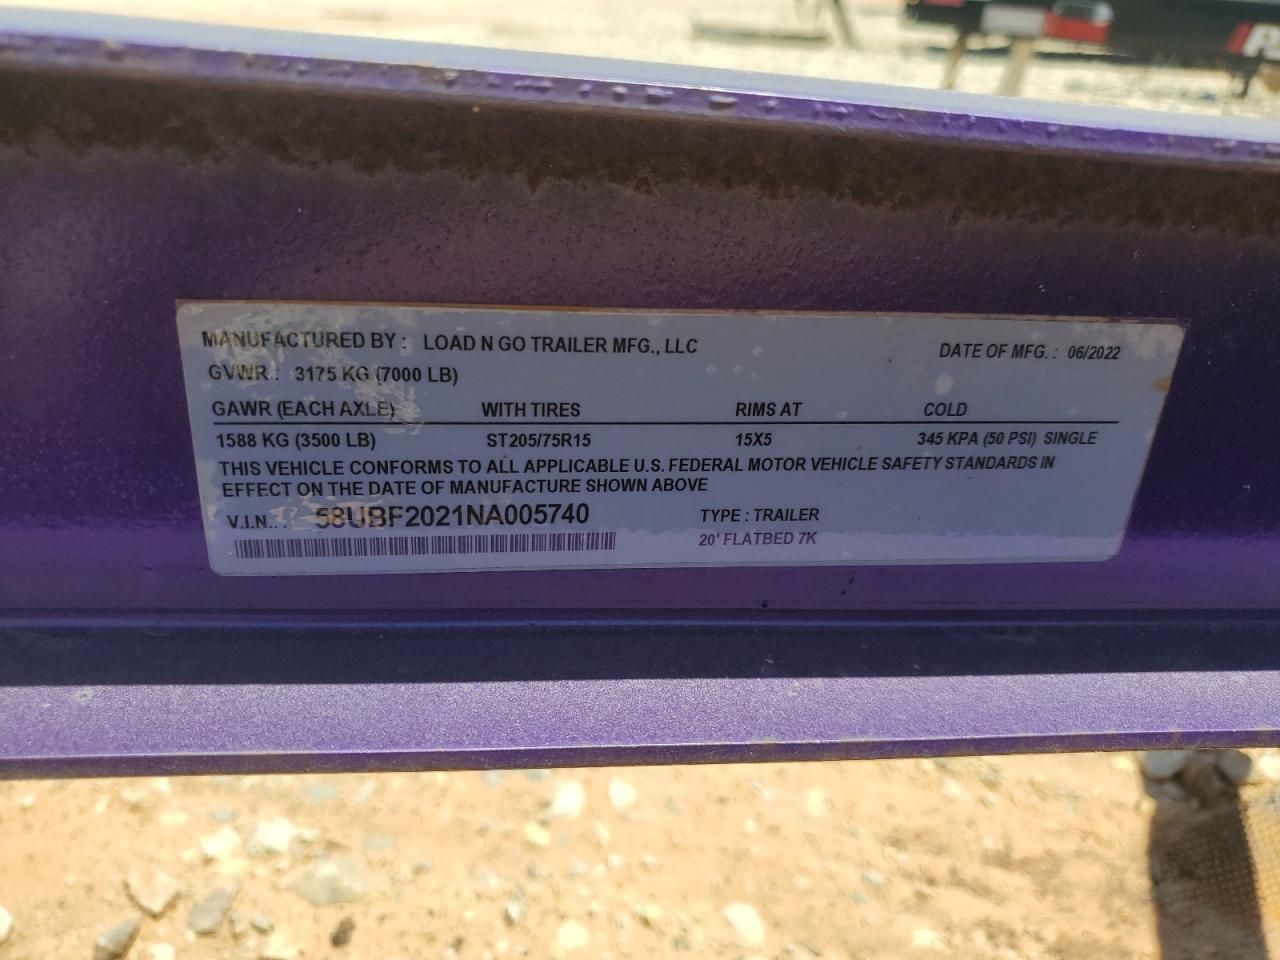 MANUFACTURED BY : LOAD N GO TRAILER MFG., LLC DATE OF MFG. : 06/2022
GVWR : 3175 KG (7000 LB)
GAWR (EACH AXLE) WITH TIRES RIMS AT COLD
1588 KG (3500 LB) ST205/75R15 15X5 345 KPA (50 PSI) SINGLE
THIS VEHICLE CONFORMS TO ALL APPLICABLE U.S. FEDERAL MOTOR VEHICLE SAFETY STANDARDS IN
EFFECT ON THE DATE OF MANUFACTURE SHOWN ABOVE
V.I.N.. : 58UBF2021NA005740 TYPE : TRAILER
20' FLATBED 7K